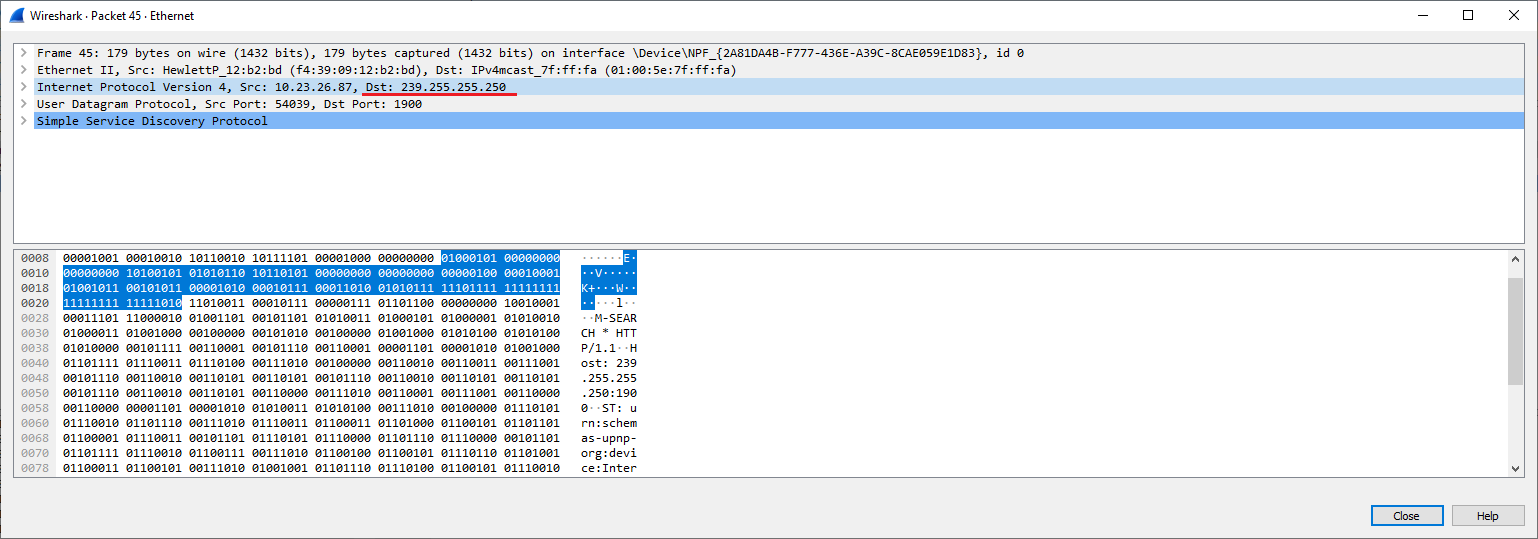 Wireshark · Packet 45 · Ethernet
Frame 45: 179 bytes on wire (1432 bits), 179 bytes captured (1432 bits) on interface \Device\NPF_{2A81DA4B-F777-436E-A39C-8CAE059E1D83}, id 0
Ethernet II, Src: HewlettP_12:b2:bd (f4:39:09:12:b2:bd), Dst: IPv4mcast_7f:ff:fa (01:00:5e:7f:ff:fa)
Internet Protocol Version 4, Src: 10.23.26.87, Dst: 239.255.255.250
User Datagram Protocol, Src Port: 54039, Dst Port: 1900
Simple Service Discovery Protocol
0008 00001001 00010010 10110010 10111101 00001000 00000000 01000101 00000000 ······E·
0010 00000000 10100101 01010110 10110101 00000000 00000000 00000100 00010001 ··V·····
0018 01001011 00101011 00001010 00010111 00011010 01010111 11101111 11111111 K+···W··
0020 11111111 11111010 11010011 00010111 00000111 01101100 00000000 10010001 ·····l··
0028 00011101 11000010 01001101 00101101 01010011 01000101 01000001 01010010 ··M-SEAR
0030 01000011 01001000 00100000 00101010 00100000 01001000 01010100 01010100 CH * HTT
0038 01010000 00101111 00110001 00101110 00110001 00001101 00001010 01001000 P/1.1··H
0040 01101111 01110011 01110100 00111010 00100000 00110010 00110011 00111001 ost: 239
0048 00101110 00110010 00110101 00110101 00101110 00110010 00110101 00110101 .255.255
0050 00101110 00110010 00110101 00110000 00111010 00110001 00111001 00110000 .250:190
0058 00110000 00001101 00001010 01010011 01010100 00111010 00100000 01110101 0··ST: u
0060 01110010 01101110 00111010 01110011 01100011 01101000 01100101 01101101 rn:schem
0068 01100001 01110011 00101101 01110101 01110000 01101110 01110000 00101101 as-upnp-
0070 01101111 01110010 01100111 00111010 01100100 01100101 01110110 01101001 org:devi
0078 01100011 01100101 00111010 01001001 01101110 01110100 01100101 01110010 ce:Inter
Close Help